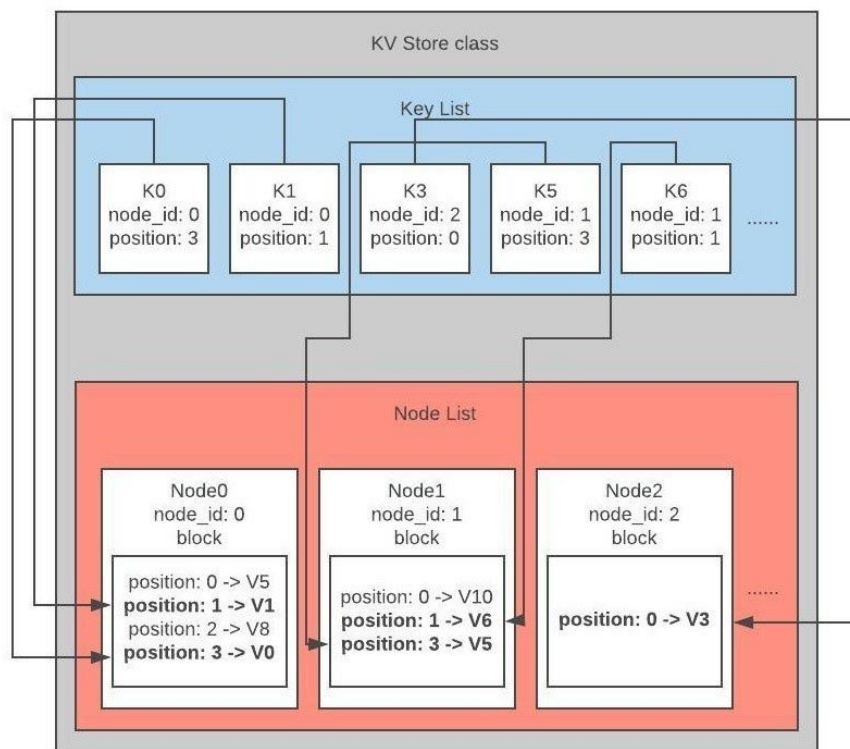 KV Store class
Key List
K0
node_id: 0
position: 3
K1
node_id: 0
position: 1
K3
node_id: 2
position: 0
K5
node_id: 1
position: 3
K6
node_id: 1
position: 1
......
Node List
Node0
node_id: 0
block
position: 0 -> V5
position: 1 -> V1
position: 2 -> V8
position: 3 -> V0
Node1
node_id: 1
block
position: 0 -> V10
position: 1 -> V6
position: 3 -> V5
Node2
node_id: 2
block
position: 0 -> V3
......